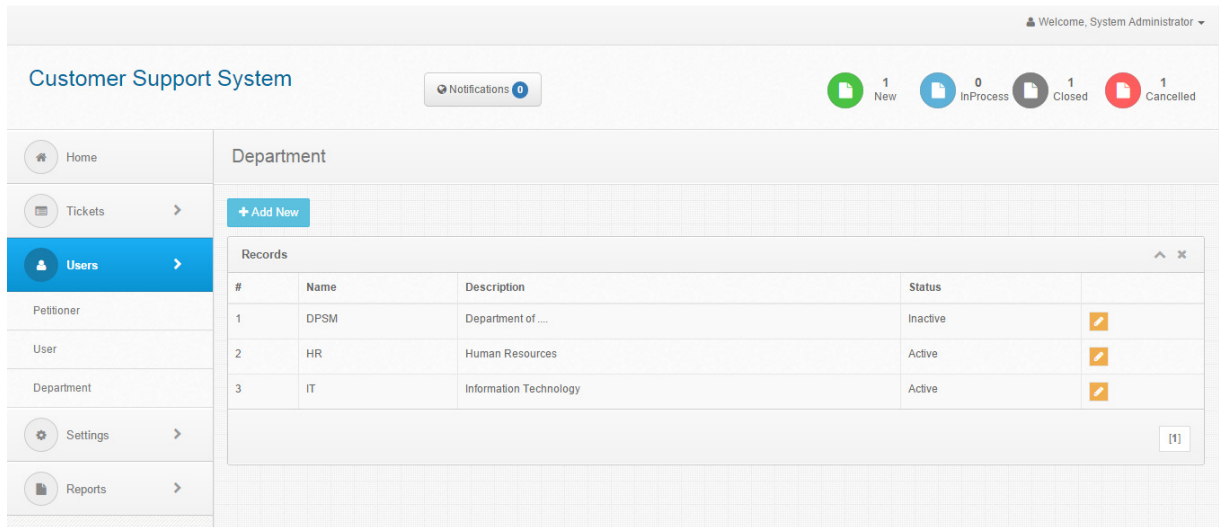 Welcome, System Administrator
Customer Support System
Notifications 0
1
New
0
InProcess
1
Closed
1
Cancelled
Home
Tickets
Users
Petitioner
User
Department
Settings
Reports
Department
+ Add New
Records
# Name Description Status
1 DPSM Department of .... Inactive
2 HR Human Resources Active
3 IT Information Technology Active
[1]